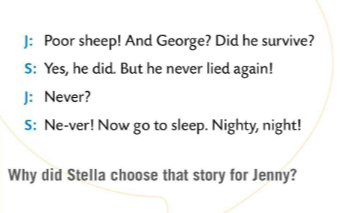 J: Poor sheep! And George? Did he survive?
S: Yes, he did. But he never lied again!
J: Never?
S: Ne-ver! Now go to sleep. Nighty, night!
Why did Stella choose that story for Jenny?